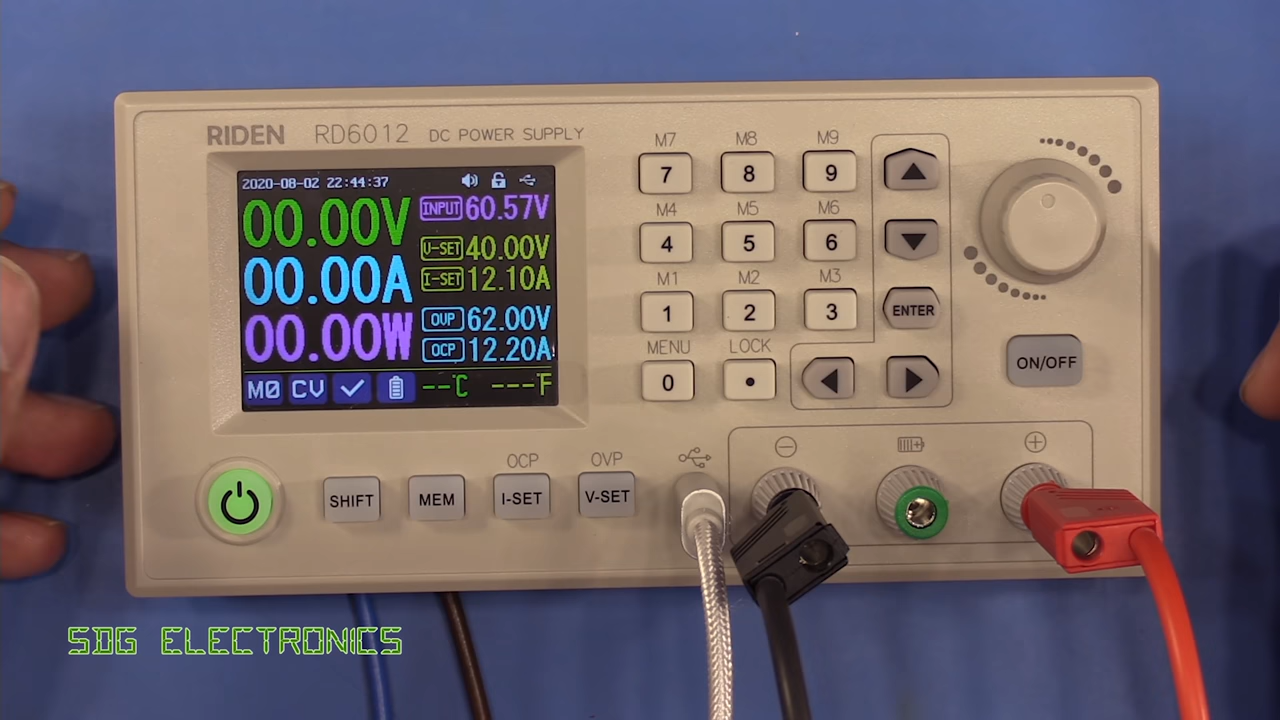 RIDEN RD6012 DC POWER SUPPLY
2020-08-02 22:44:37
00.00V INPUT 60.57V
V-SET 40.00V
00.00A I-SET 12.10A
00.00W OVP 62.00V
OCP 12.20A
M0 CV --°C ---°F
M7 M8 M9
7 8 9
M4 M5 M6
4 5 6
M1 M2 M3
1 2 3 ENTER
MENU LOCK
0 •
ON/OFF
OCP OVP
SHIFT MEM I-SET V-SET
SDG ELECTRONICS